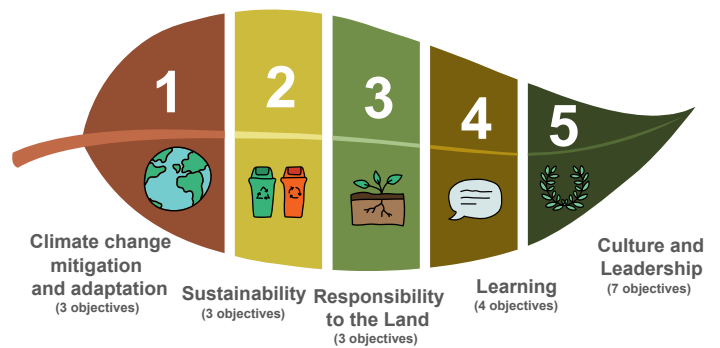 1
2
3
4
5
Climate change
mitigation
and adaptation
(3 objectives)
Sustainability
(3 objectives)
Responsibility
to the Land
(3 objectives)
Learning
(4 objectives)
Culture and
Leadership
(7 objectives)